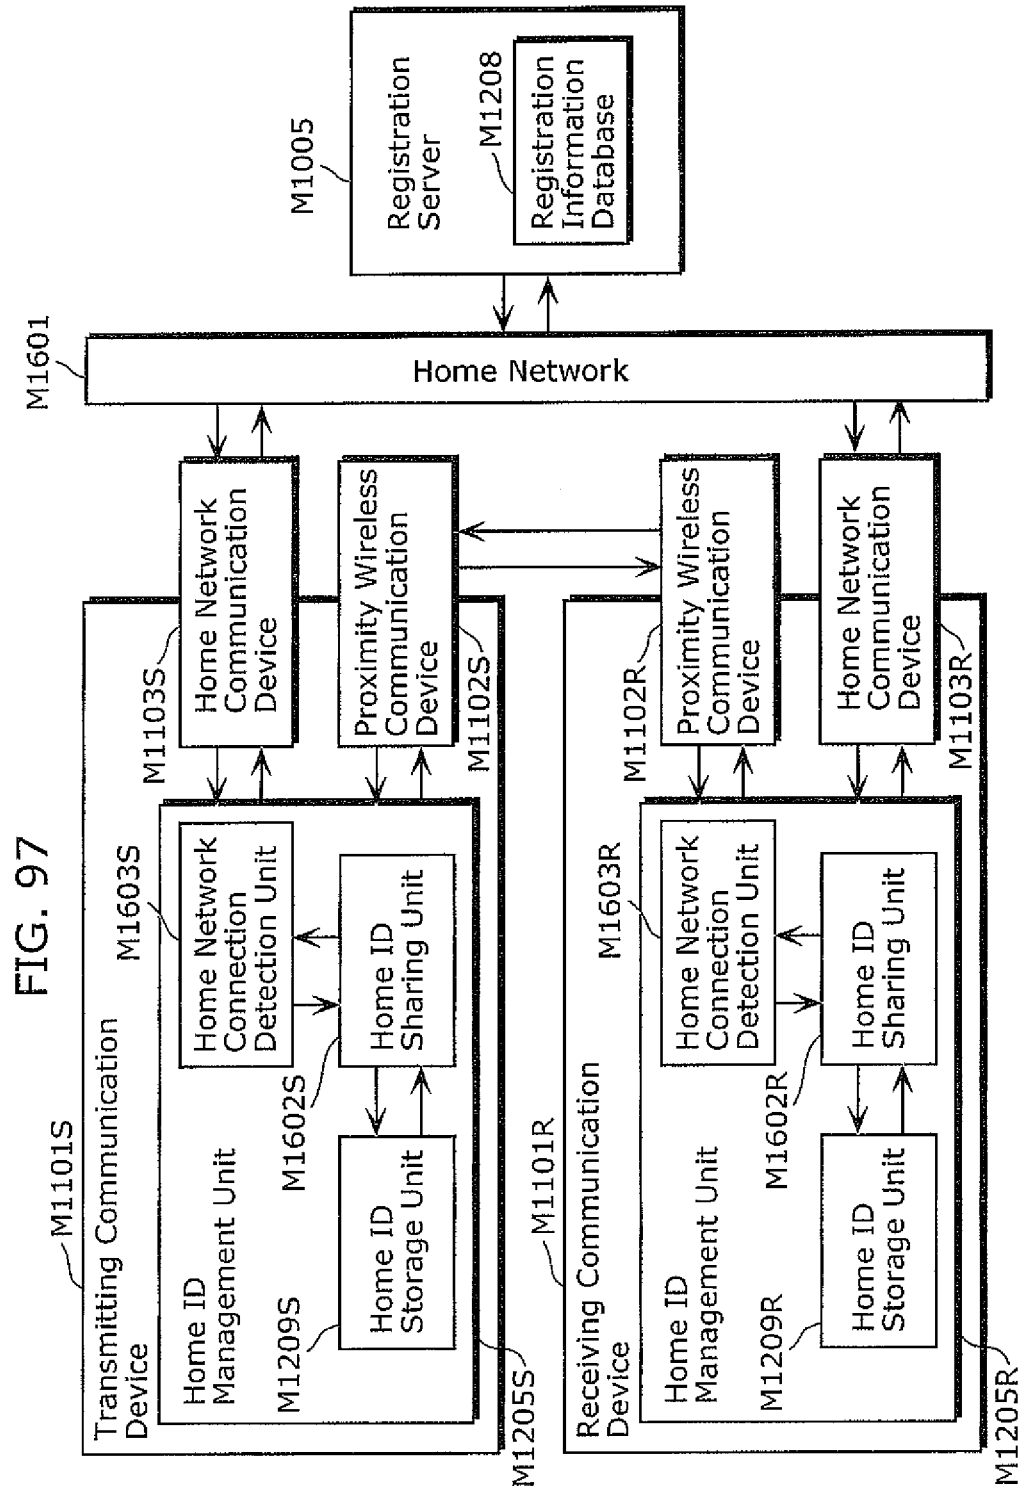 FIG. 97
M1101S
Transmitting Communication
Device
Home ID
Management Unit
M1209S
Home ID
Storage Unit
M1205S
M1602S
Home ID
Sharing Unit
M1603S
Home Network
Connection
Detection Unit
M1103S
Home Network
Communication
Device
Proximity Wireless
Communication
Device
M1102S
M1101R
Receiving Communication
Device
Home ID
Management Unit
M1209R
Home ID
Storage Unit
M1205R
M1602R
Home ID
Sharing Unit
M1603R
Home Network
Connection
Detection Unit
M1102R
Proximity Wireless
Communication
Device
Home Network
Communication
Device
M1103R
M1601
Home Network
M1005
Registration
Server
M1208
Registration
Information
Database